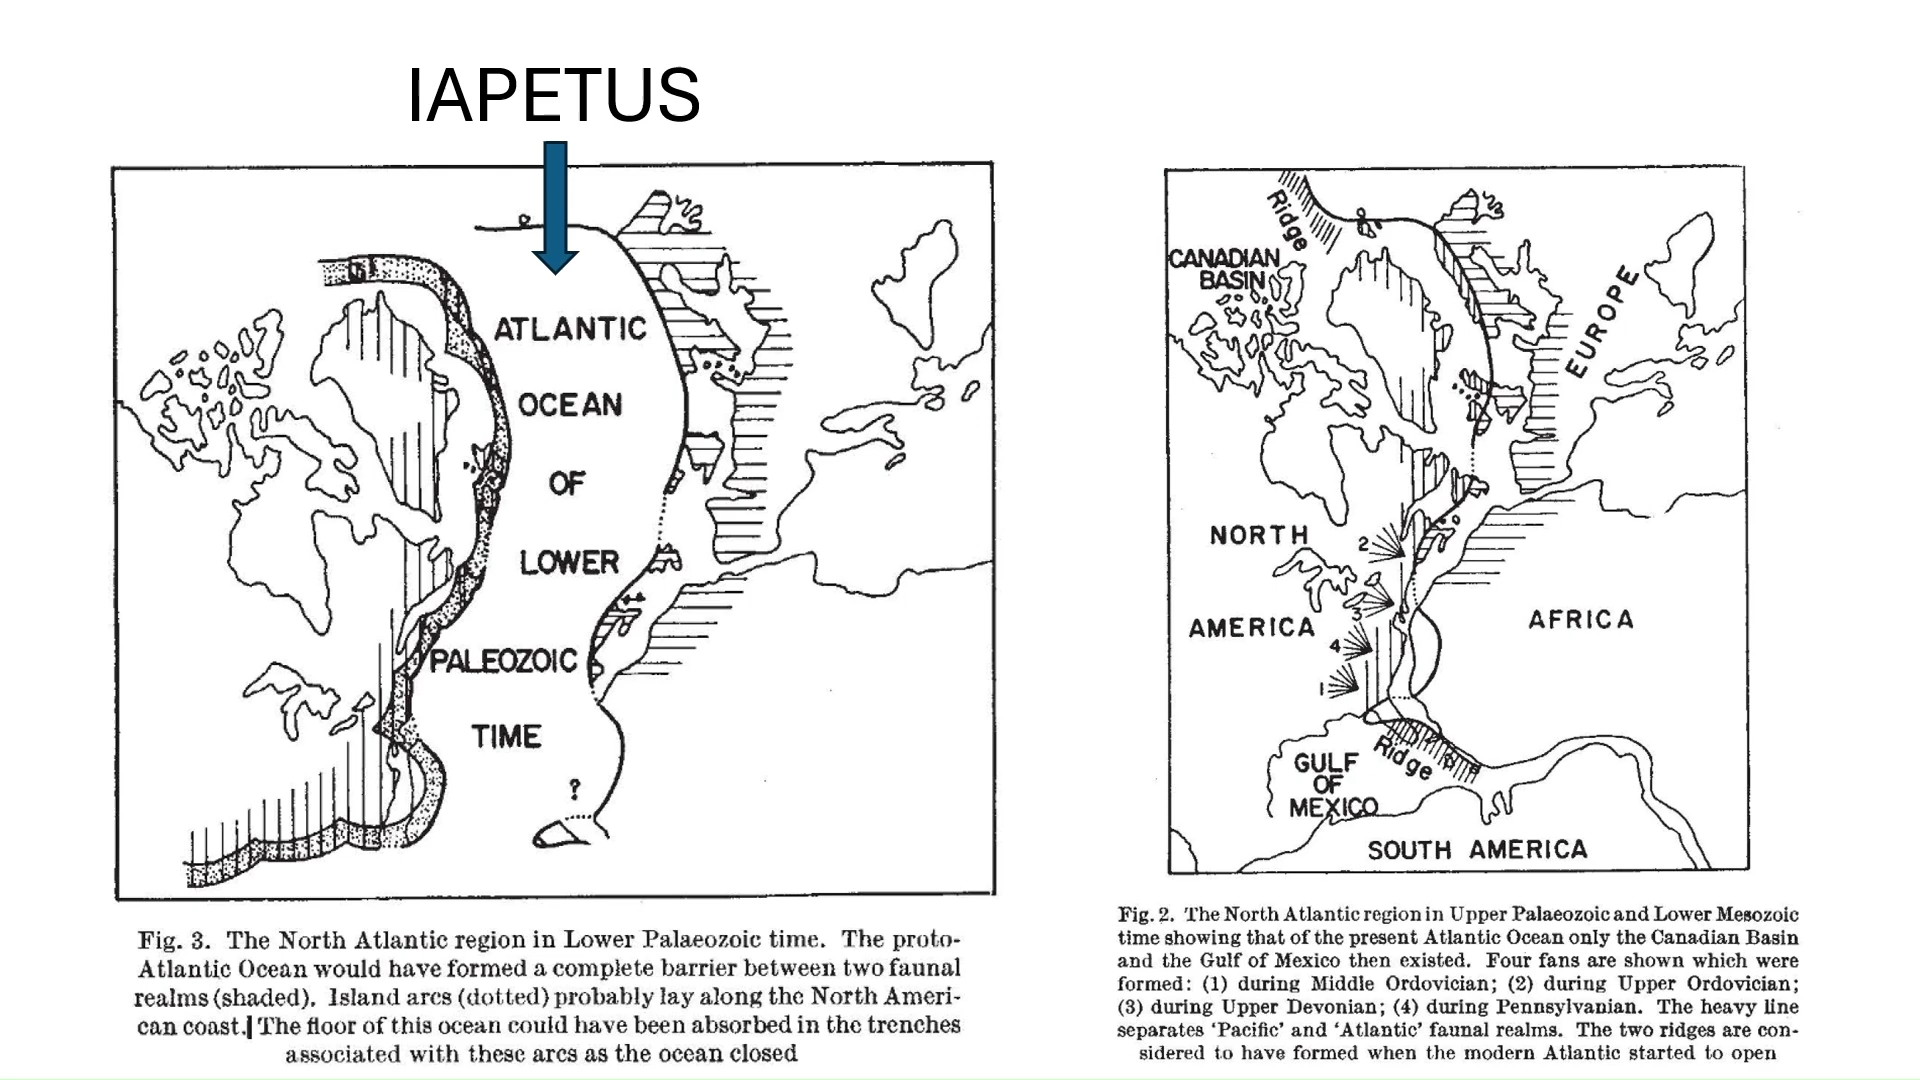 IAPETUS
ATLANTIC
OCEAN
OF
LOWER
PALEOZOIC
TIME
?
Fig. 3. The North Atlantic region in Lower Palaeozoic time. The proto-
Atlantic Ocean would have formed a complete barrier between two faunal
realms (shaded). Island arcs (dotted) probably lay along the North Ameri-
can coast. The floor of this ocean could have been absorbed in the trenches
associated with these arcs as the ocean closed
Ridge
CANADIAN
BASIN
EUROPE
NORTH
AMERICA
AFRICA
2
3
4
1
Ridge
GULF
OF
MEXICO
SOUTH AMERICA
Fig. 2. The North Atlantic region in Upper Palaeozoic and Lower Mesozoic
time showing that of the present Atlantic Ocean only the Canadian Basin
and the Gulf of Mexico then existed. Four fans are shown which were
formed: (1) during Middle Ordovician; (2) during Upper Ordovician;
(3) during Upper Devonian; (4) during Pennsylvanian. The heavy line
separates 'Pacific' and 'Atlantic' faunal realms. The two ridges are con-
sidered to have formed when the modern Atlantic started to open